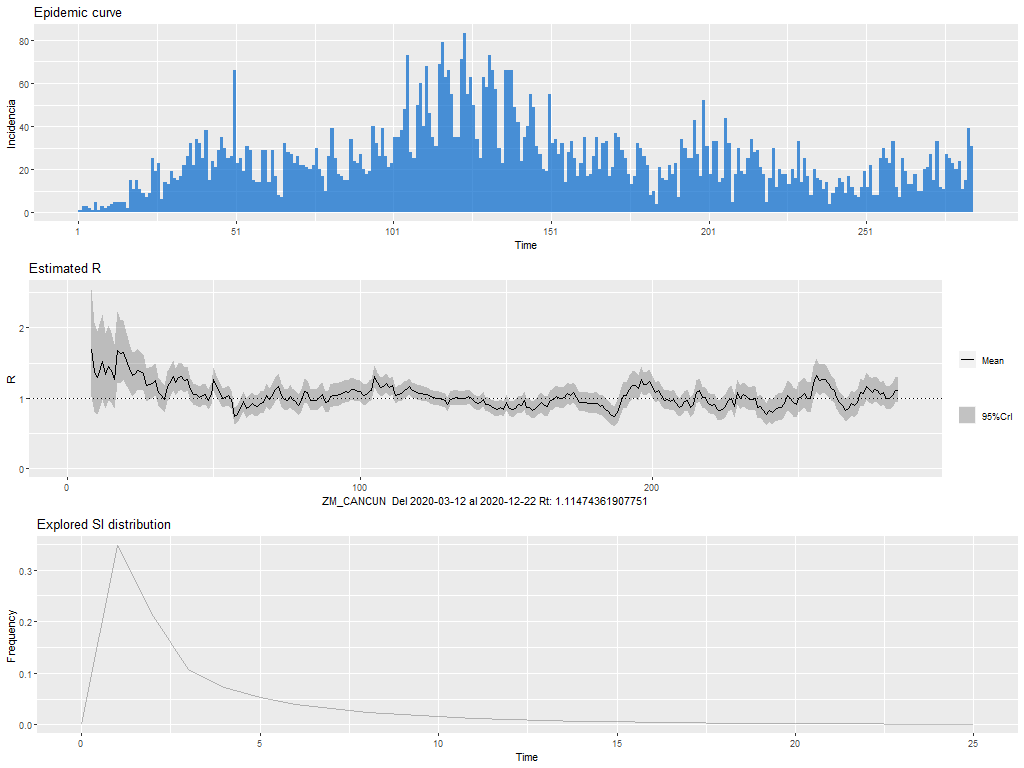 Epidemic curve
80
60
40
20
0
Incidencia
1
51
101
151
201
251
Time
Estimated R
2
1
0
R
Mean
95%CrI
0
100
200
ZM_CANCUN Del 2020-03-12 al 2020-12-22 Rt: 1.11474361907751
Explored SI distribution
0.3
0.2
0.1
0.0
Frequency
0
5
10
15
20
25
Time